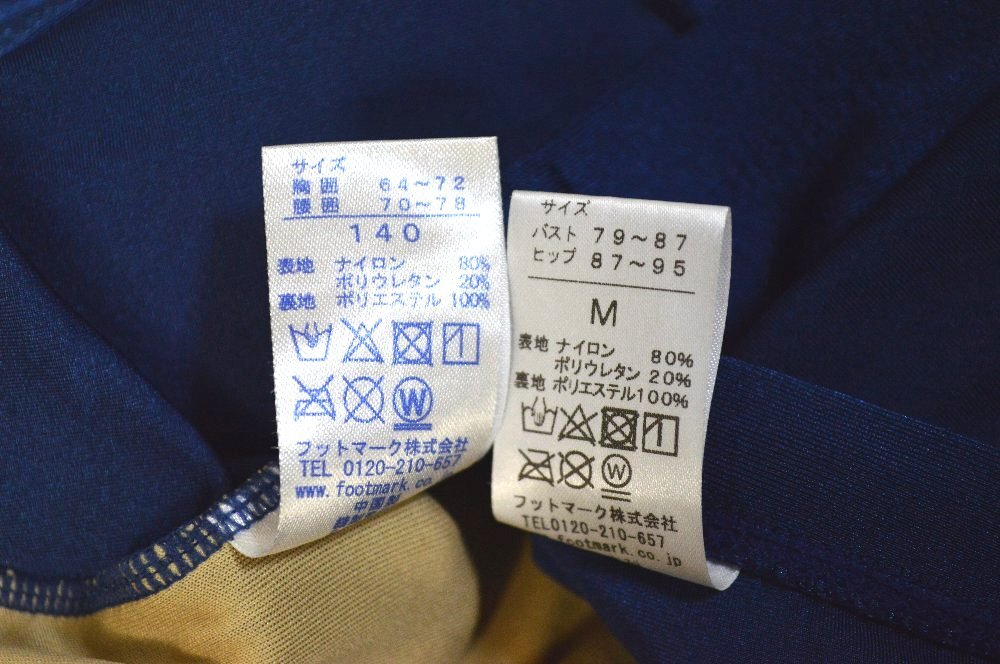 サイズ
胸囲 64～72
腰囲 70～78
140
表地 ナイロン 80%
ポリウレタン 20%
裏地 ポリエステル 100%
フットマーク株式会社
TEL 0120-210-657
www.footmark.co.
中国製
サイズ
バスト 79～87
ヒップ 87～95
M
表地 ナイロン 80%
ポリウレタン 20%
裏地 ポリエステル100%
W
W
フットマーク株式会社
TEL0120-210-657
footmark.co.jp